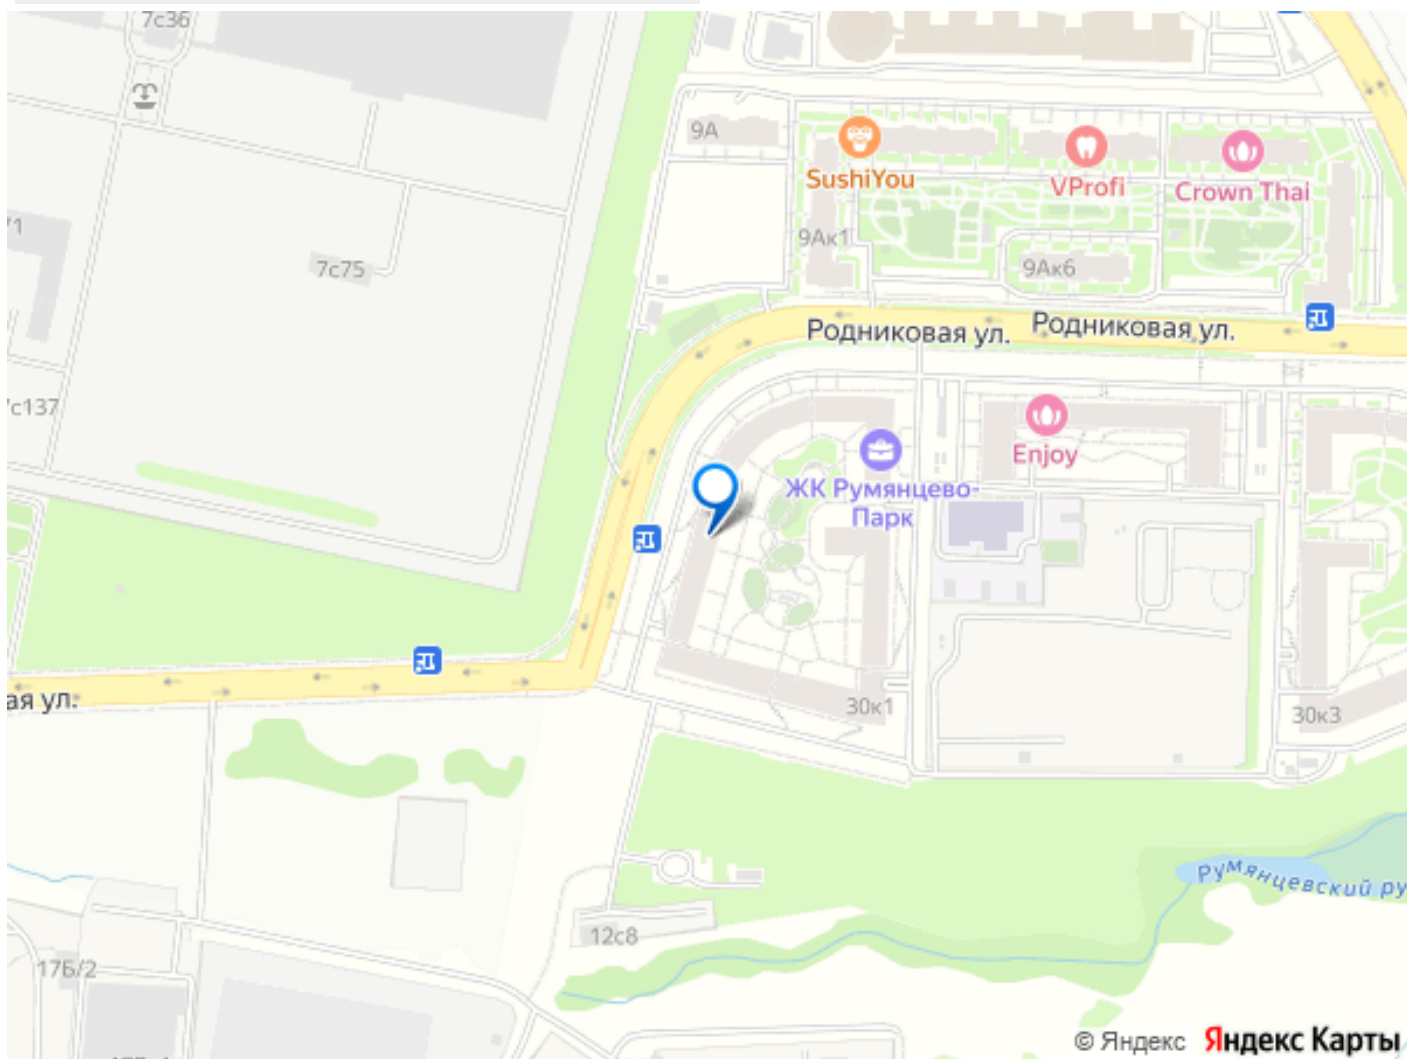 7с36
9А
SushiYou
VProfi
Crown Thai
9Ак1
9Ак6
7с75
Родниковая ул.
Родниковая ул.
с137
Enjoy
ЖК Румянцево-
Парк
ая ул.
30к1
30к3
Румянцевский ру
12с8
17Б/2
© Яндекс Яндекс Карты